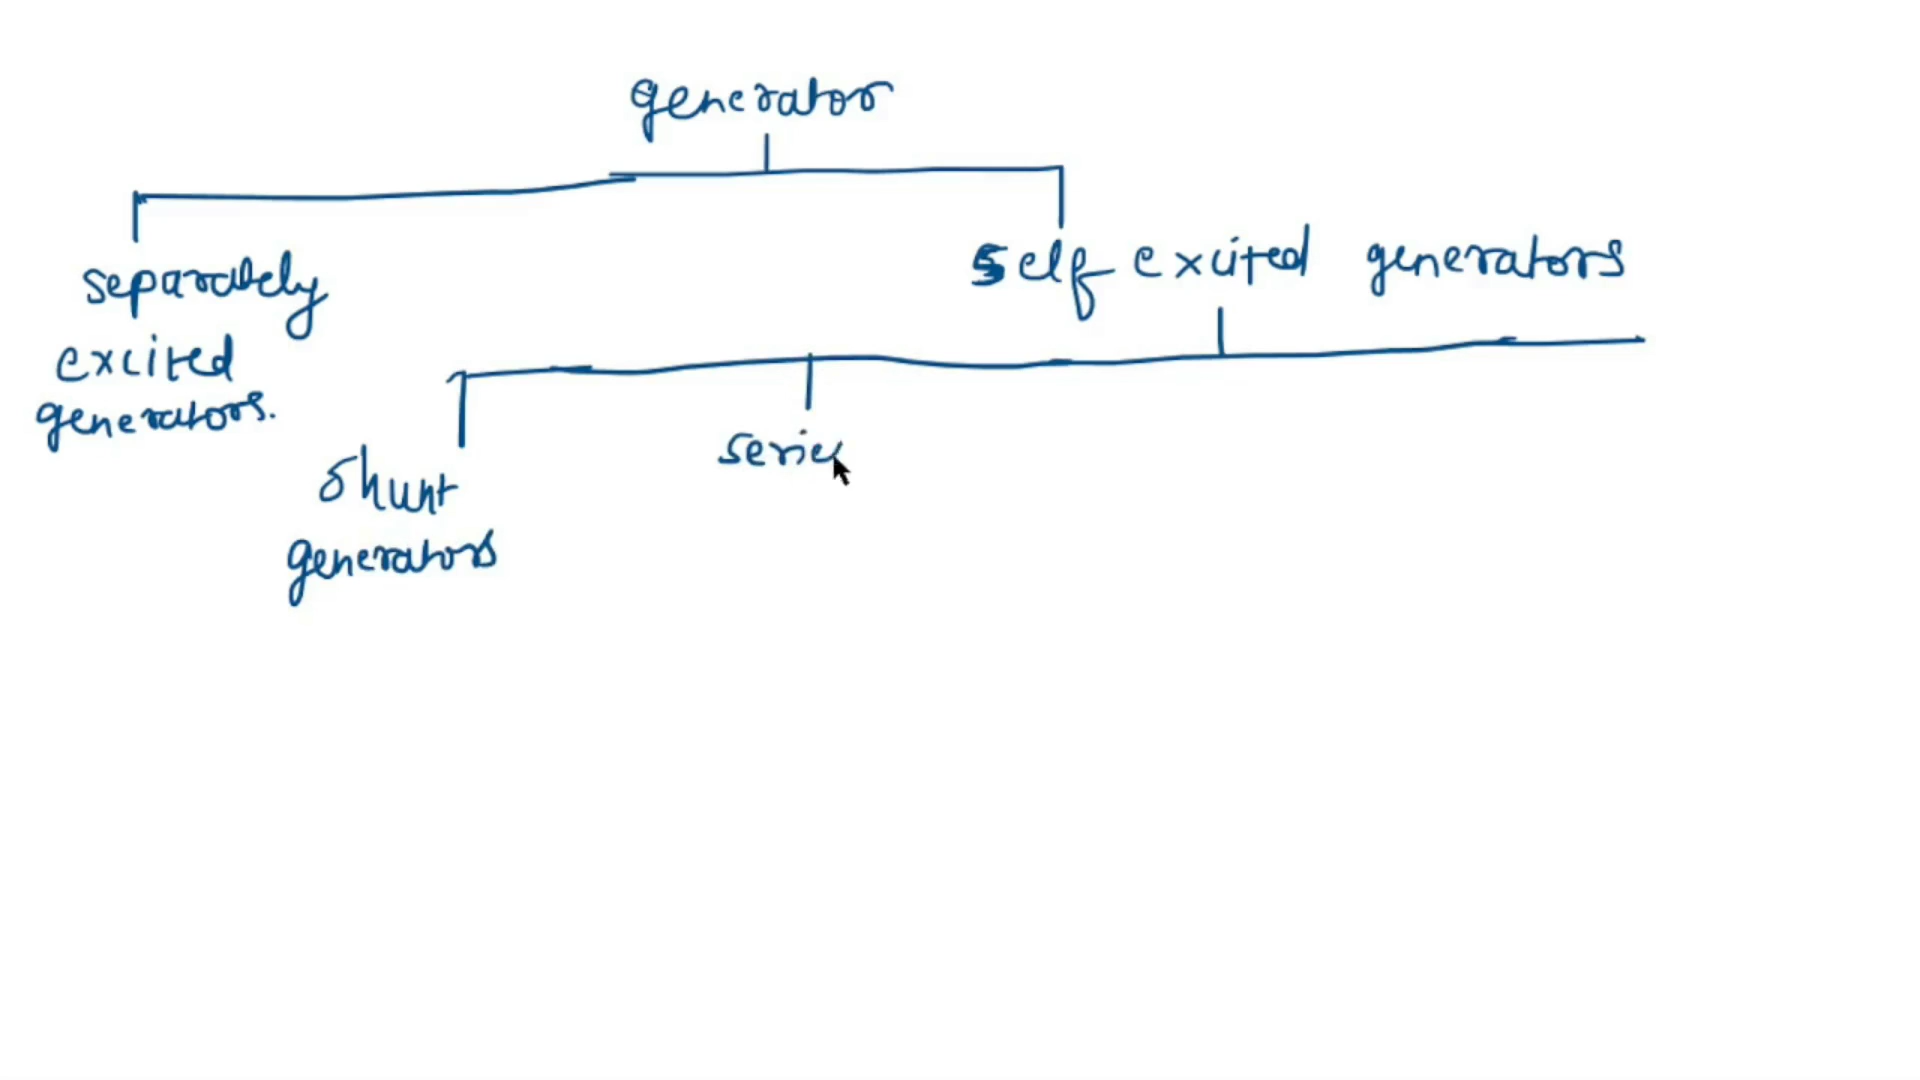 generator
self excited generators
separately
excited
generators.
series
shunt
generators